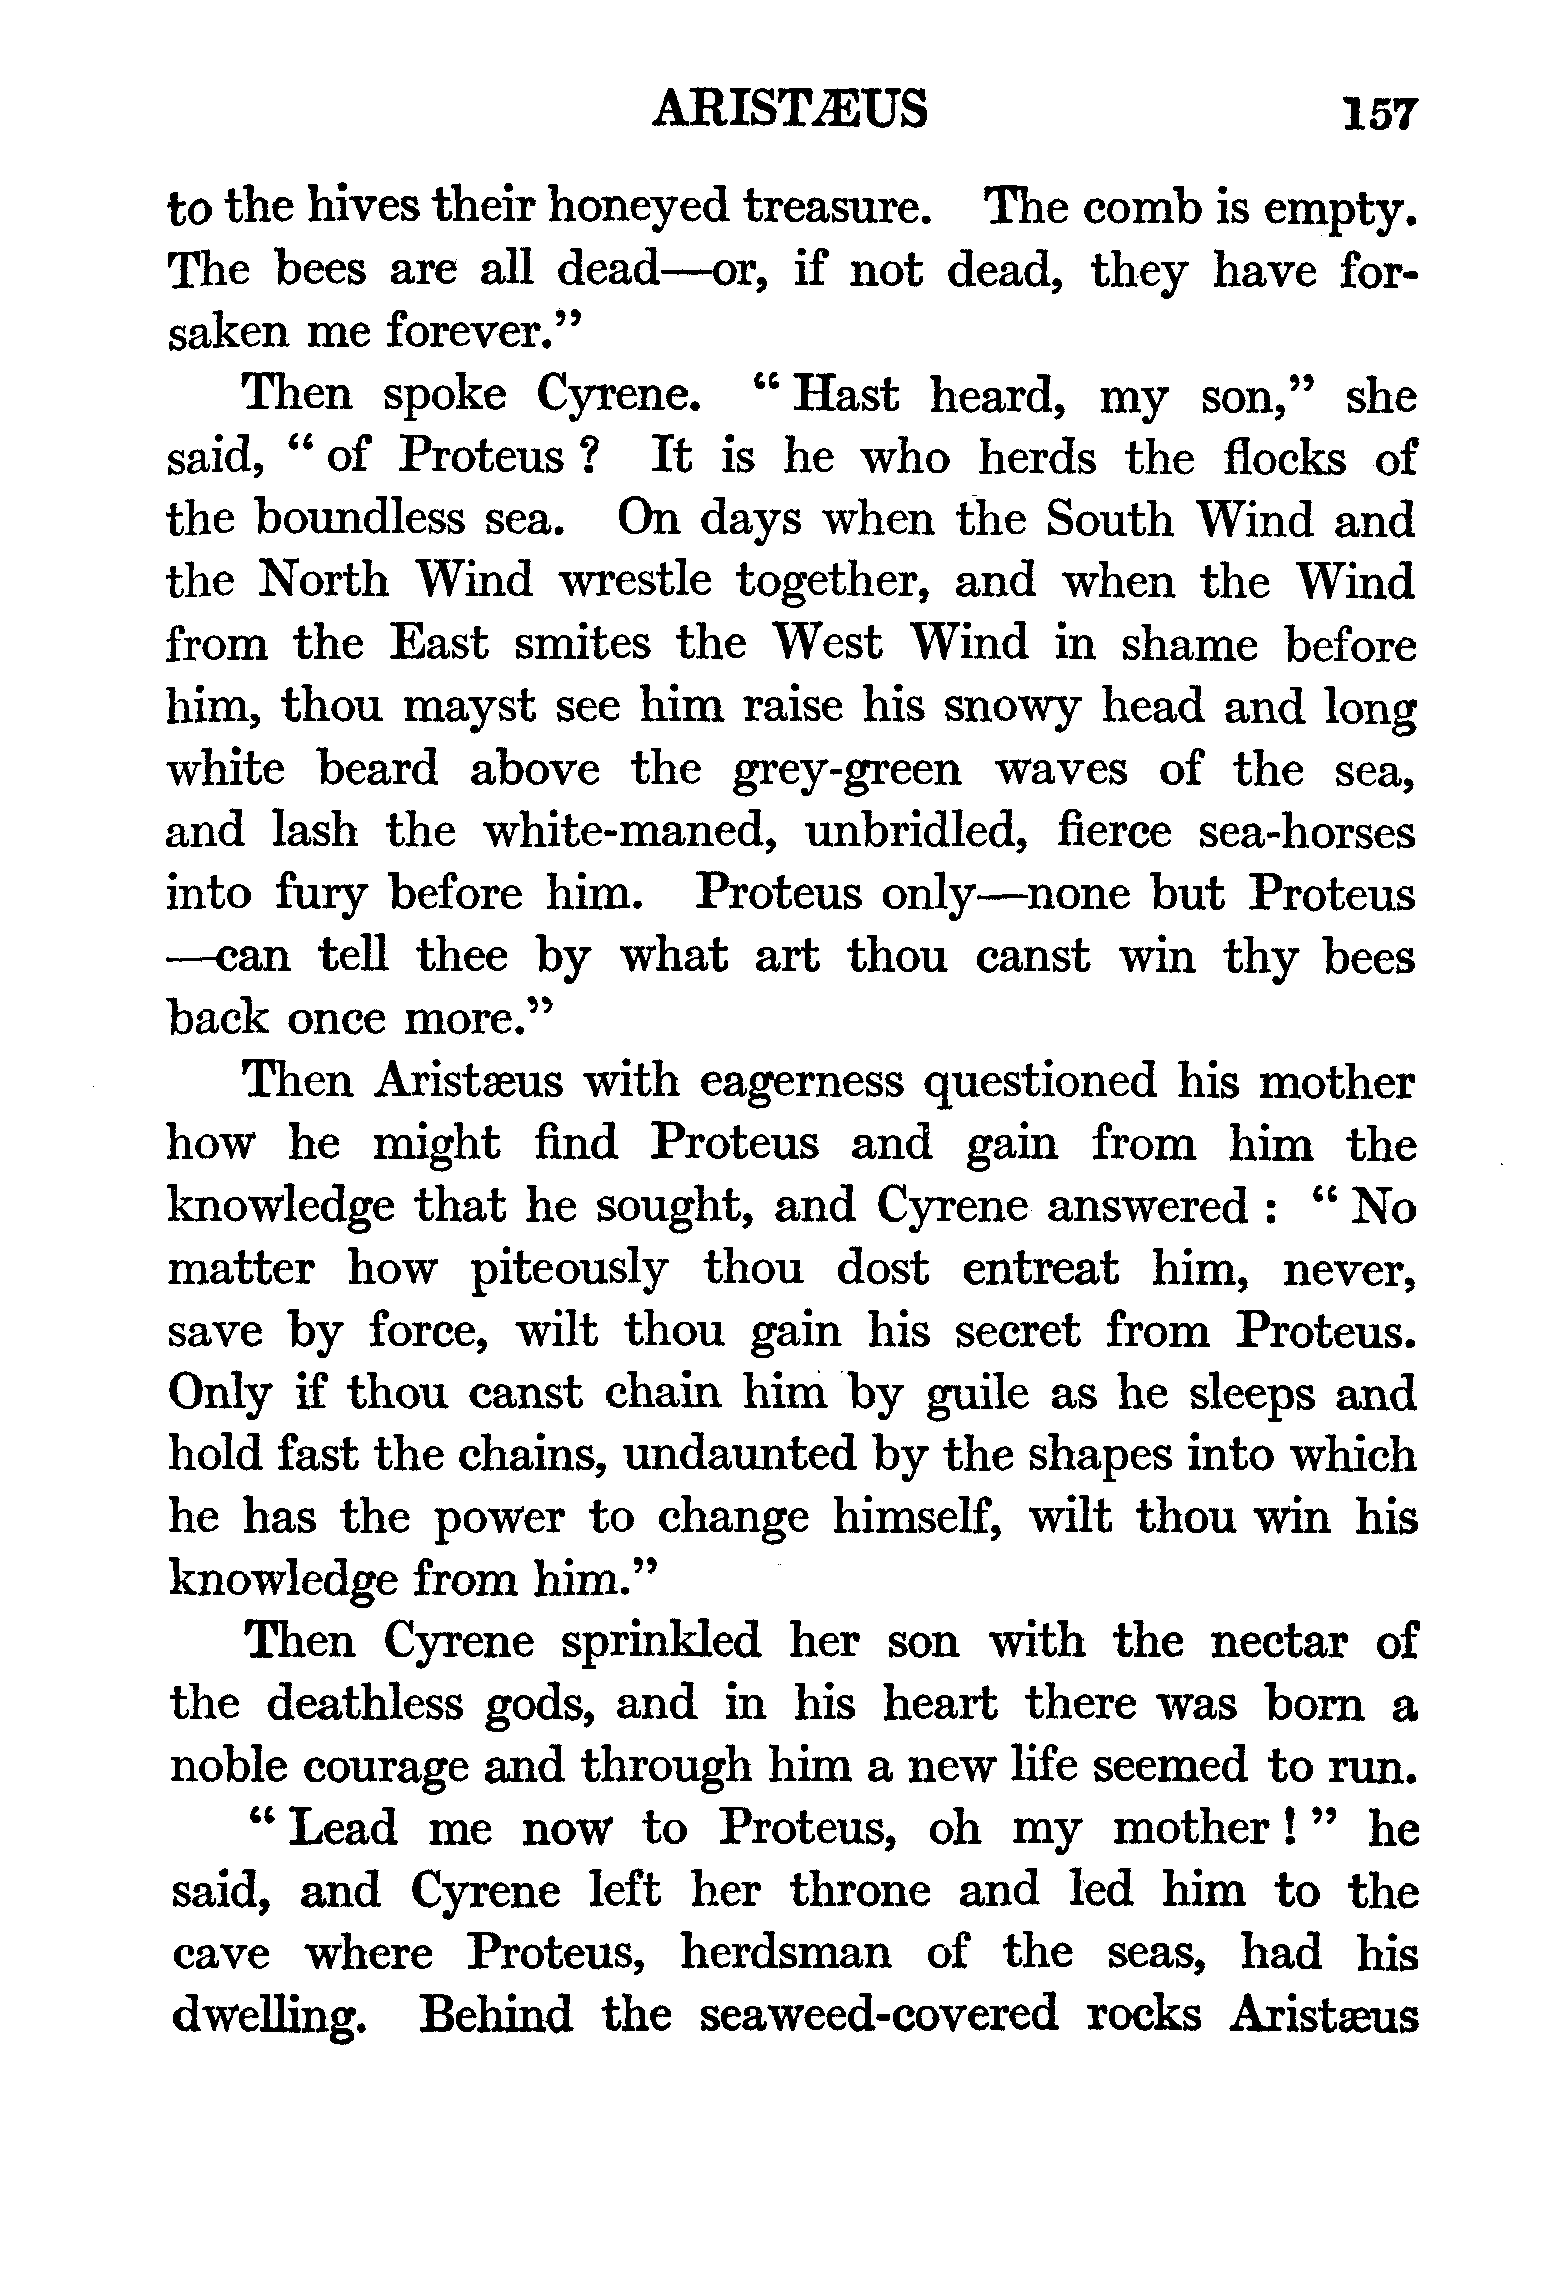 ARISTÆUS 157
to the hives their honeyed treasure. The comb is empty.
The bees are all dead—or, if not dead, they have for-
saken me forever.”
Then spoke Cyrene. “ Hast heard, my son,” she
said, “ of Proteus ? It is he who herds the flocks of
the boundless sea. On days when the South Wind and
the North Wind wrestle together, and when the Wind
from the East smites the West Wind in shame before
him, thou mayst see him raise his snowy head and long
white beard above the grey-green waves of the sea,
and lash the white-maned, unbridled, fierce sea-horses
into fury before him. Proteus only—none but Proteus
—can tell thee by what art thou canst win thy bees
back once more.”
Then Aristæus with eagerness questioned his mother
how he might find Proteus and gain from him the
knowledge that he sought, and Cyrene answered : “ No
matter how piteously thou dost entreat him, never,
save by force, wilt thou gain his secret from Proteus.
Only if thou canst chain him by guile as he sleeps and
hold fast the chains, undaunted by the shapes into which
he has the power to change himself, wilt thou win his
knowledge from him.”
Then Cyrene sprinkled her son with the nectar of
the deathless gods, and in his heart there was born a
noble courage and through him a new life seemed to run.
“ Lead me now to Proteus, oh my mother ! ” he
said, and Cyrene left her throne and led him to the
cave where Proteus, herdsman of the seas, had his
dwelling. Behind the seaweed-covered rocks Aristæus